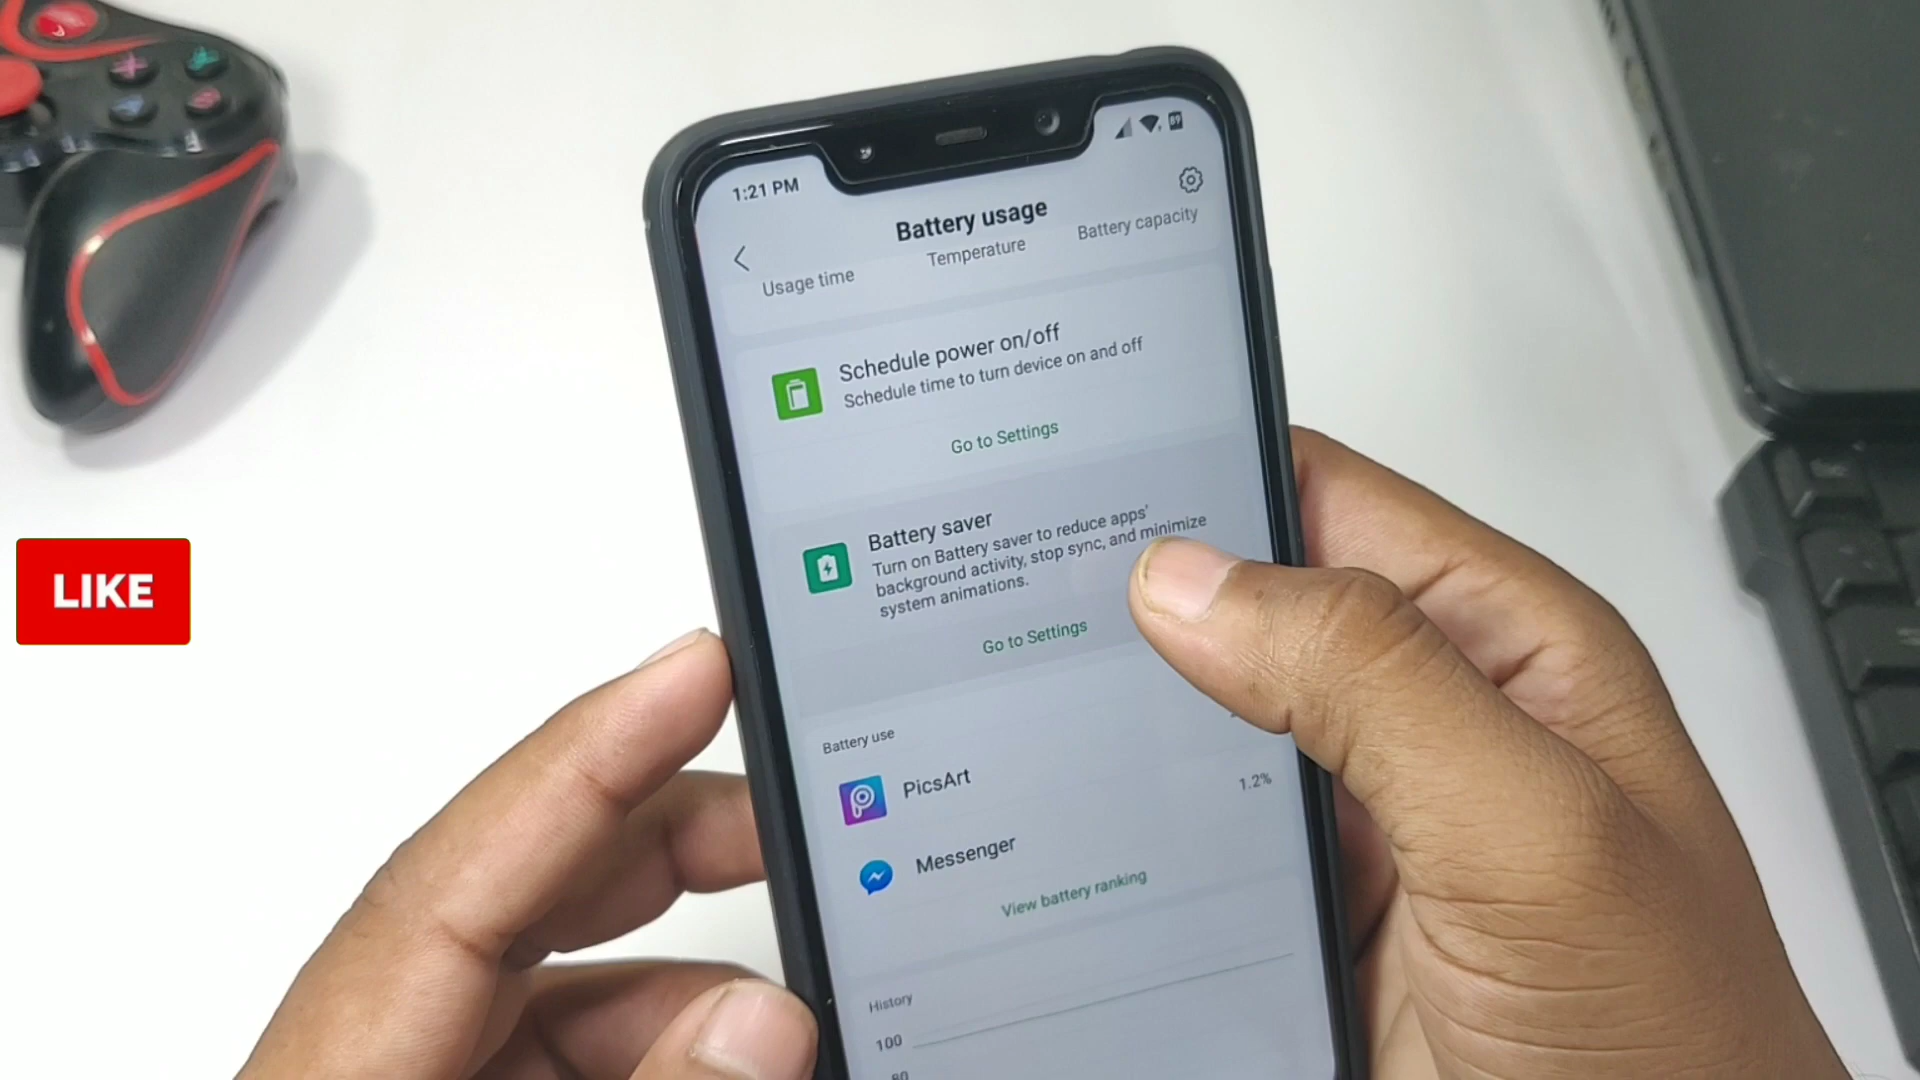 1:21 PM
89
Battery usage
Usage time
Temperature
Battery capacity
Schedule power on/off
Schedule time to turn device on and off
Go to Settings
Battery saver
Turn on Battery saver to reduce apps'
background activity, stop sync, and minimize
system animations.
Go to Settings
LIKE
Battery use
PicsArt
1.2%
Messenger
View battery ranking
History
100
80